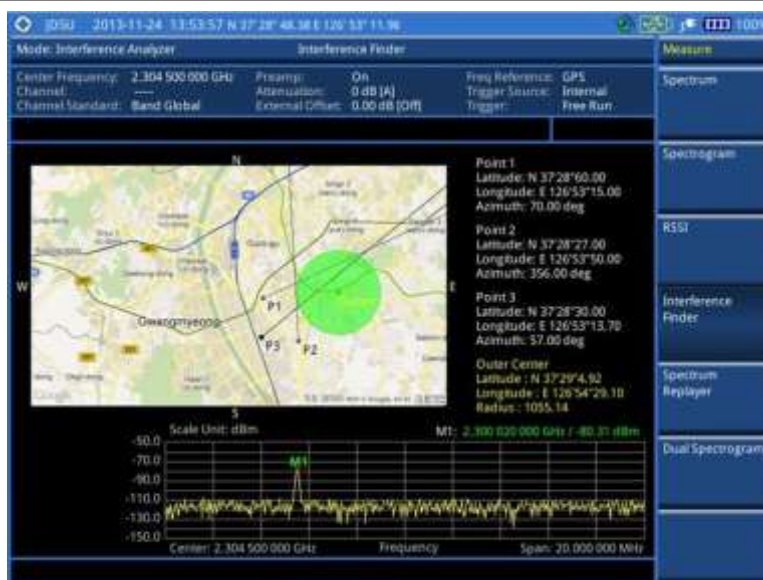 JDSU 2013-11-24 13:53:57 N 37° 28" 48.38 E 126° 53" 11.96 100%
Mode: Interference Analyzer Interference Finder Measure
Center Frequency: 2.304 500 000 GHz Preamp: On Freq Reference: GPS
Channel: ---- Attenuation: 0 dB [A] Trigger Source: Internal
Channel Standard: Band Global External Offset: 0.00 dB [Off] Trigger: Free Run
Spectrum
Spectrogram
RSSI
Interference
Finder
Spectrum
Replayer
Dual Spectrogram
N
W
E
S
Gwangmyeong
P1
P3
P2
Google
Point 1
Latitude: N 37'28"60.00
Longitude: E 126'53"15.00
Azimuth: 70.00 deg
Point 2
Latitude: N 37'28"27.00
Longitude: E 126'53"50.00
Azimuth: 356.00 deg
Point 3
Latitude: N 37'28"30.00
Longitude: E 126'53"13.70
Azimuth: 57.00 deg
Outer Center
Latitude : N 37'29"4.92
Longitude : E 126'54"29.10
Radius : 1055.14
Scale Unit: dBm M1: 2.300 020 000 GHz / -80.31 dBm
-50.0
-70.0
-90.0
-110.0
-130.0
-150.0
M1
Center: 2.304 500 000 GHz Frequency Span: 20.000 000 MHz